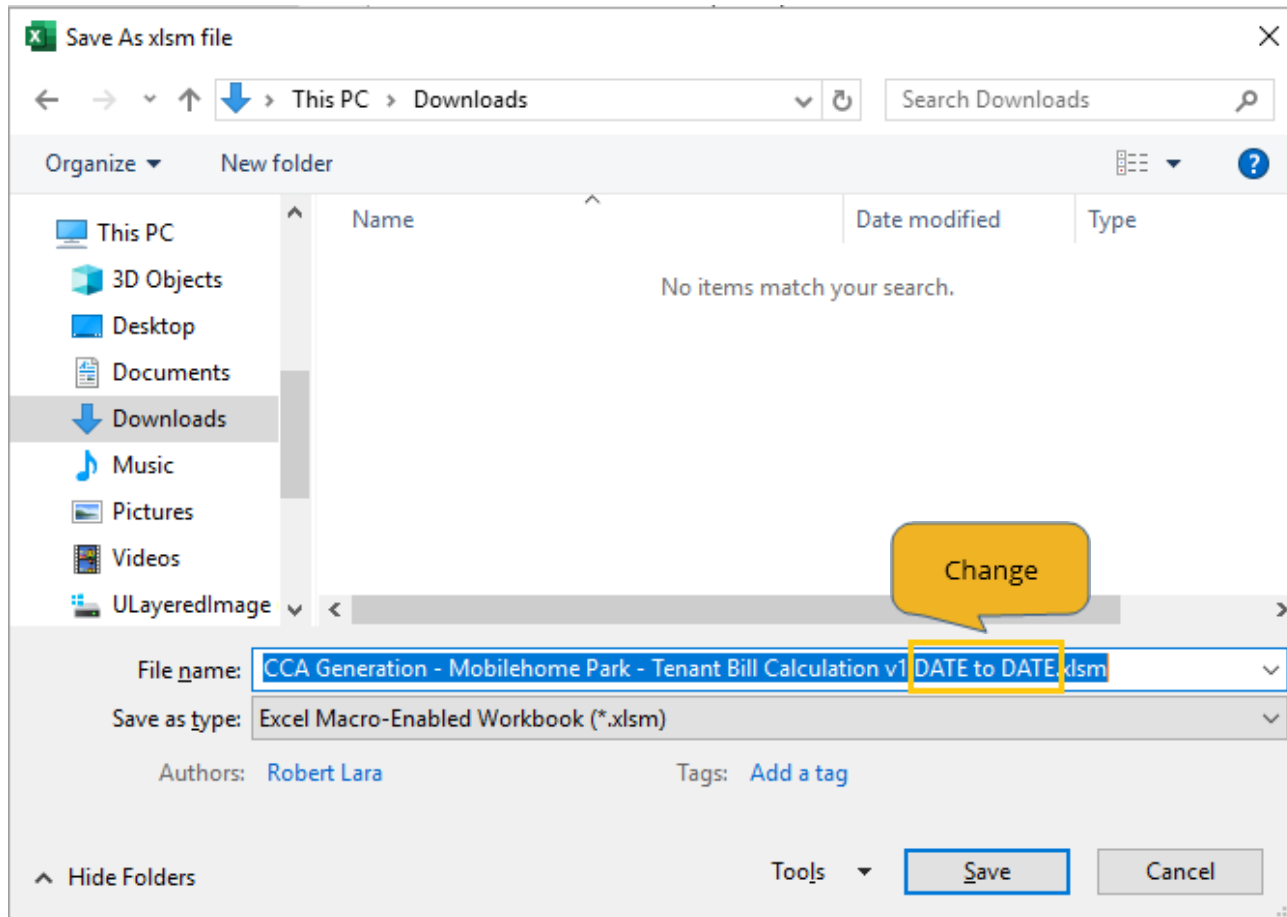 Save As xlsm file
This PC > Downloads
Search Downloads
Organize
New folder
Name
Date modified
Type
This PC
3D Objects
Desktop
Documents
Downloads
Music
Pictures
Videos
ULayeredImage
No items match your search.
Change
File name: CCA Generation - Mobilehome Park - Tenant Bill Calculation v1 DATE to DATE.xlsm
Save as type: Excel Macro-Enabled Workbook (*.xlsm)
Authors: Robert Lara
Tags: Add a tag
Hide Folders
Tools
Save
Cancel